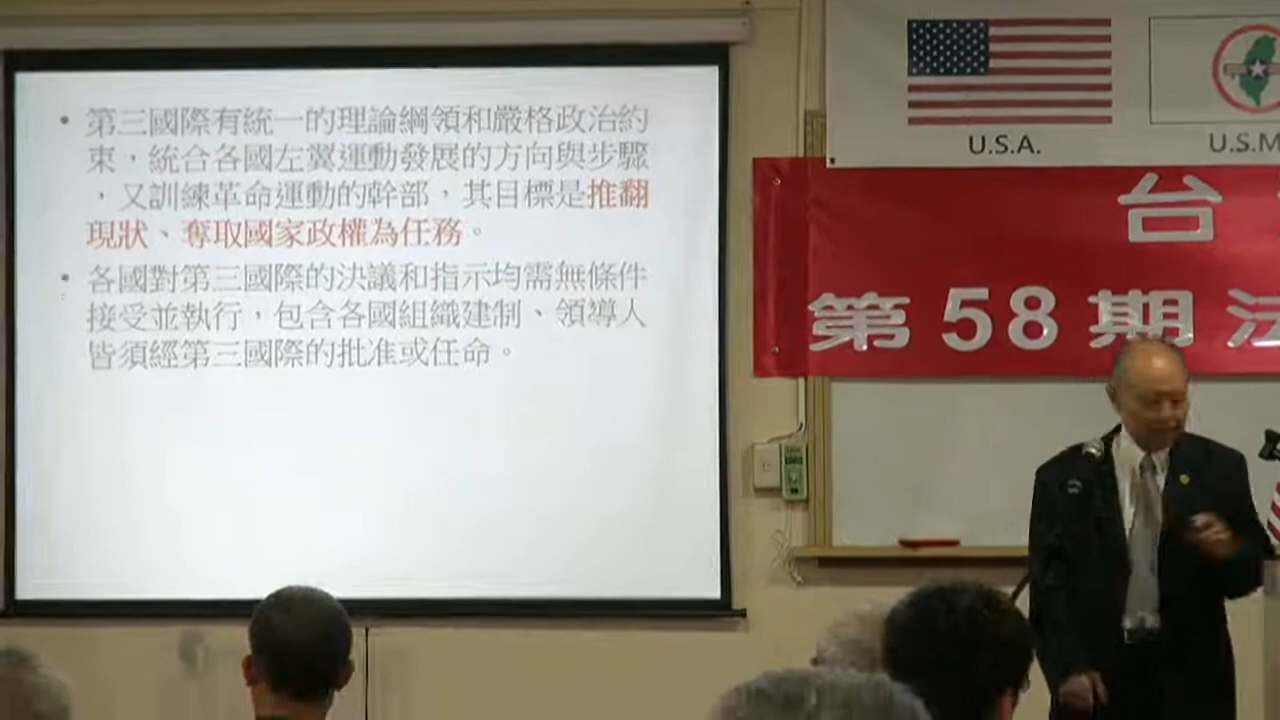 • 第三國際有統一的理論綱領和嚴格政治約
束，統合各國左翼運動發展的方向與步驟
，又訓練革命運動的幹部，其目標是推翻
現狀、奪取國家政權為任務。
• 各國對第三國際的決議和指示均需無條件
接受並執行，包含各國組織建制、領導人
皆須經第三國際的批准或任命。
U.S.A.
U.S.M
台
第 58 期 法